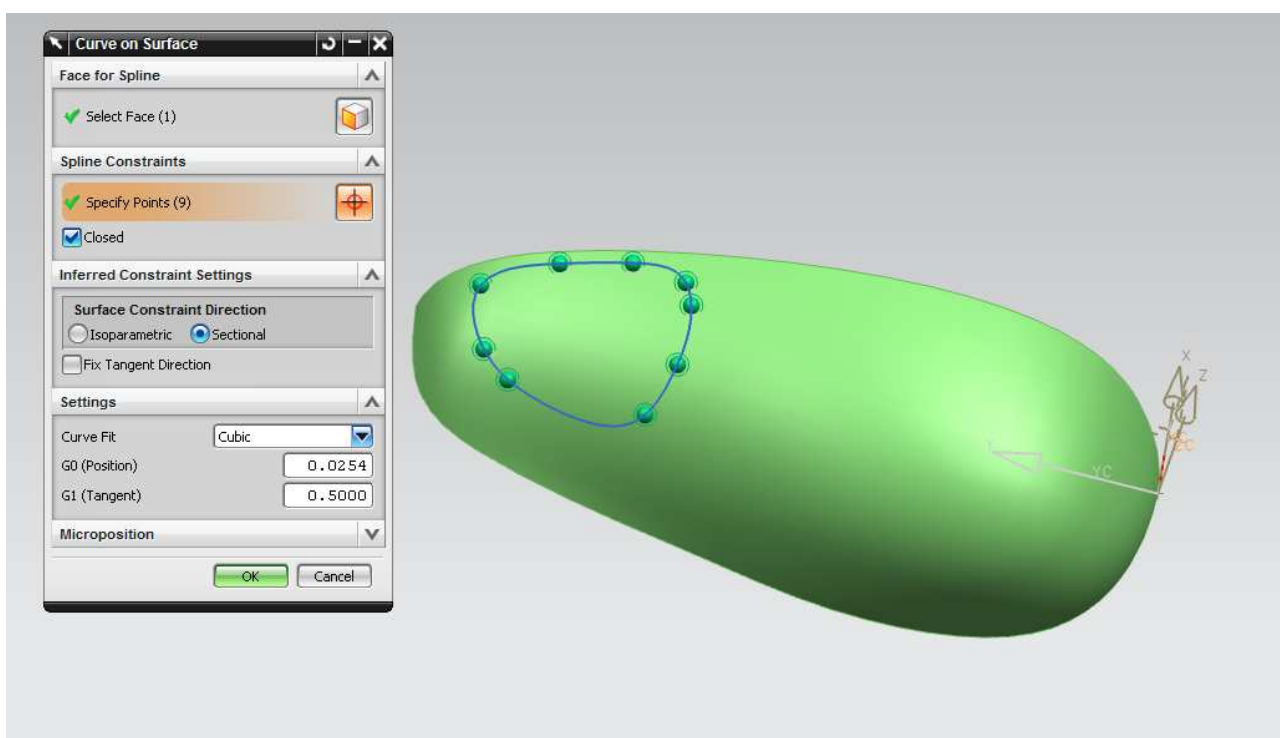 Curve on Surface
Face for Spline
Select Face (1)
Spline Constraints
Specify Points (9)
Closed
Inferred Constraint Settings
Surface Constraint Direction
Isoparametric Sectional
Fix Tangent Direction
Settings
Curve Fit Cubic
G0 (Position) 0.0254
G1 (Tangent) 0.5000
Microposition
OK Cancel
X
Z
Y
YC